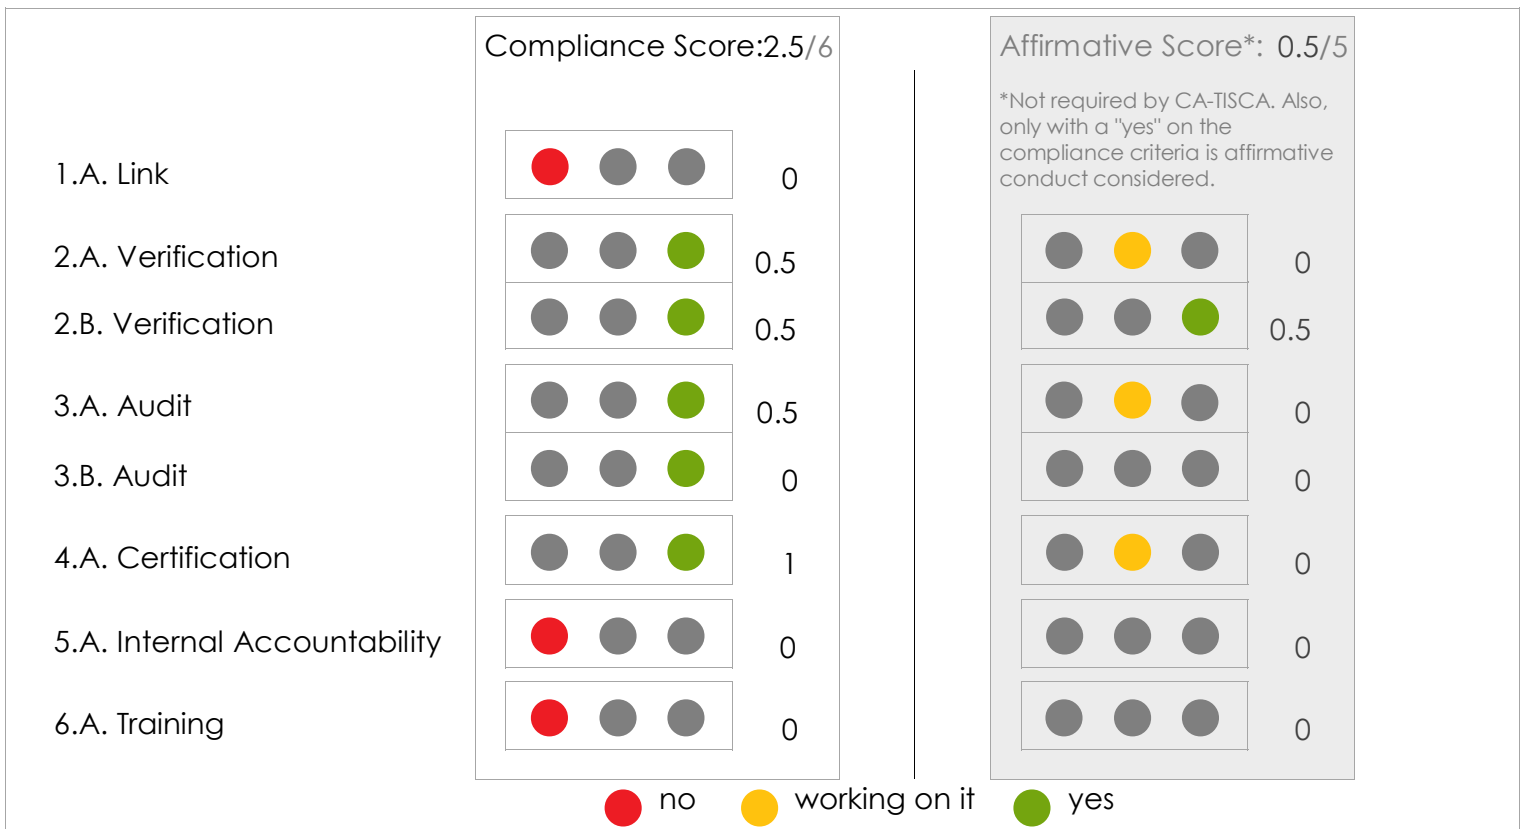 Compliance Score:2.5/6
Affirmative Score*: 0.5/5
*Not required by CA-TISCA. Also,
only with a "yes" on the
compliance criteria is affirmative
conduct considered.
1.A. Link 0
2.A. Verification 0.5 0
2.B. Verification 0.5 0.5
3.A. Audit 0.5 0
3.B. Audit 0 0
4.A. Certification 1 0
5.A. Internal Accountability 0 0
6.A. Training 0 0
no working on it yes